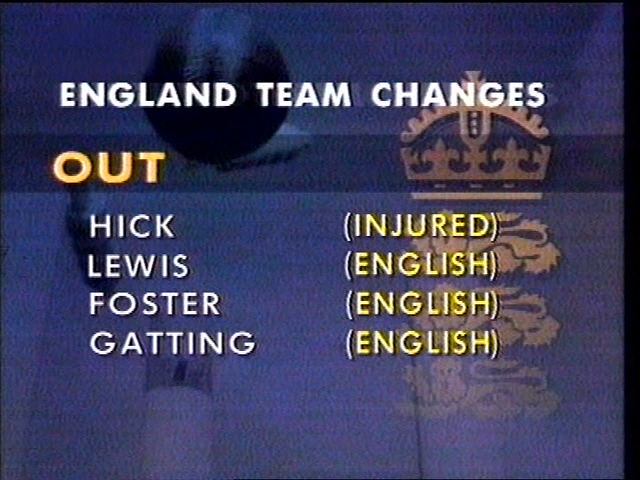 ENGLAND TEAM CHANGES
OUT
HICK (INJURED)
LEWIS (ENGLISH)
FOSTER (ENGLISH)
GATTING (ENGLISH)